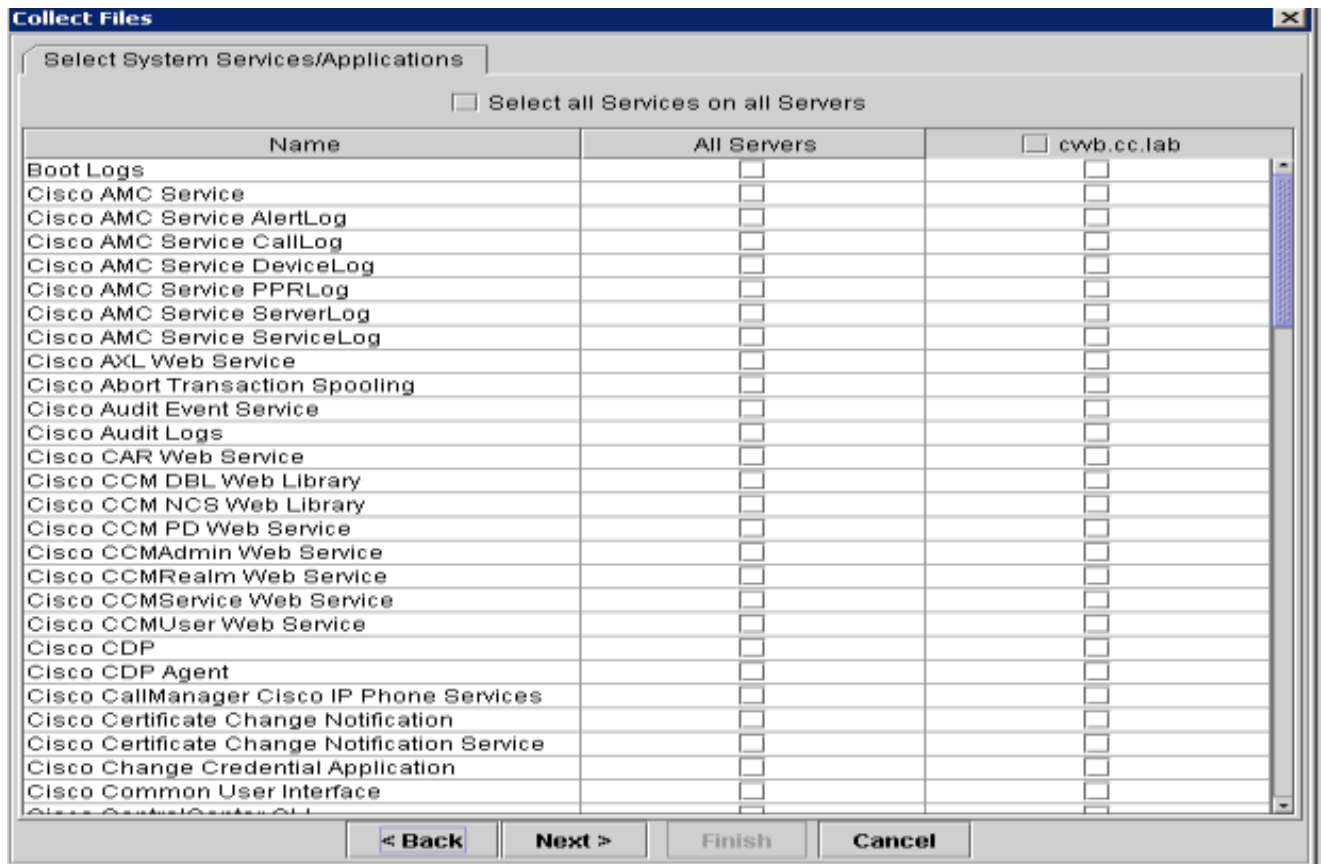 Collect Files
Select System Services/Applications
Select all Services on all Servers
Name All Servers cvvb.cc.lab
Boot Logs
Cisco AMC Service
Cisco AMC Service AlertLog
Cisco AMC Service CallLog
Cisco AMC Service DeviceLog
Cisco AMC Service PPRLog
Cisco AMC Service ServerLog
Cisco AMC Service ServiceLog
Cisco AXL Web Service
Cisco Abort Transaction Spooling
Cisco Audit Event Service
Cisco Audit Logs
Cisco CAR Web Service
Cisco CCM DBL Web Library
Cisco CCM NCS Web Library
Cisco CCM PD Web Service
Cisco CCMAdmin Web Service
Cisco CCMRealm Web Service
Cisco CCMService Web Service
Cisco CCMUser Web Service
Cisco CDP
Cisco CDP Agent
Cisco CallManager Cisco IP Phone Services
Cisco Certificate Change Notification
Cisco Certificate Change Notification Service
Cisco Change Credential Application
Cisco Common User Interface
< Back Next > Finish Cancel